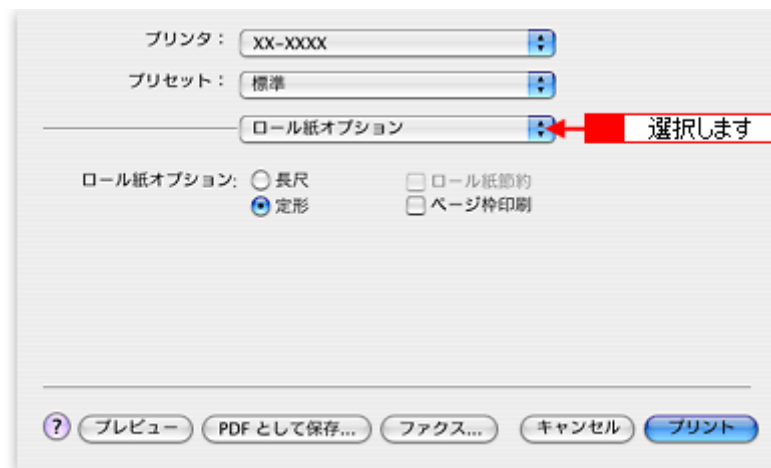 プリンタ： XX-XXXX
プリセット： 標準
ロール紙オプション 選択します
ロール紙オプション： 長尺 ロール紙節約
定形 ページ枠印刷
? プレビュー PDF として保存... ファクス... キャンセル プリント